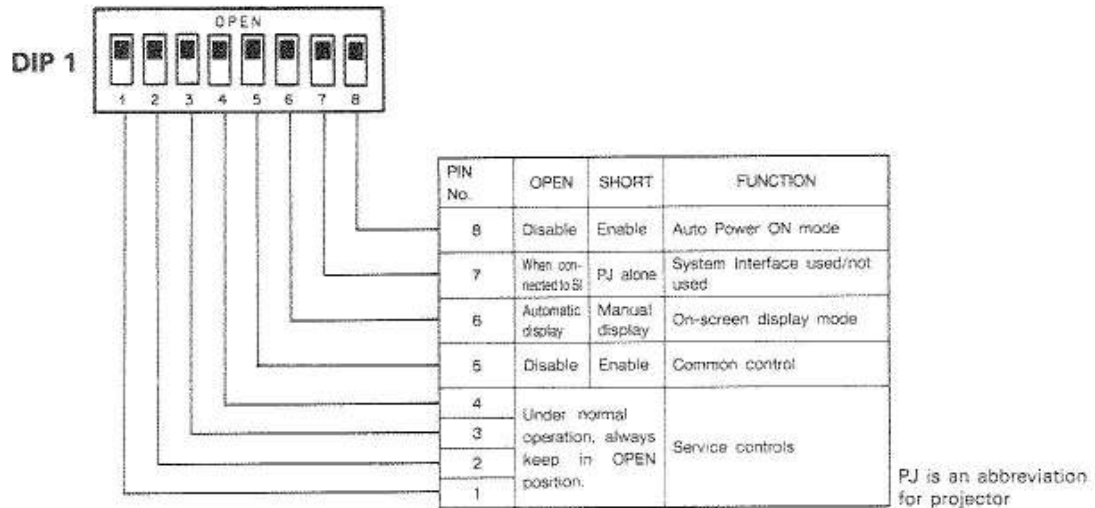 OPEN
DIP 1
1 2 3 4 5 6 7 8
PIN No. OPEN SHORT FUNCTION
8 Disable Enable Auto Power ON mode
7 When con-nected to SI PJ alone System Interface used/not used
6 Automatic display Manual display On-screen display mode
5 Disable Enable Common control
4
3
2
1
Under normal
operation, always
keep in OPEN
position.
Service controls
PJ is an abbreviation
for projector